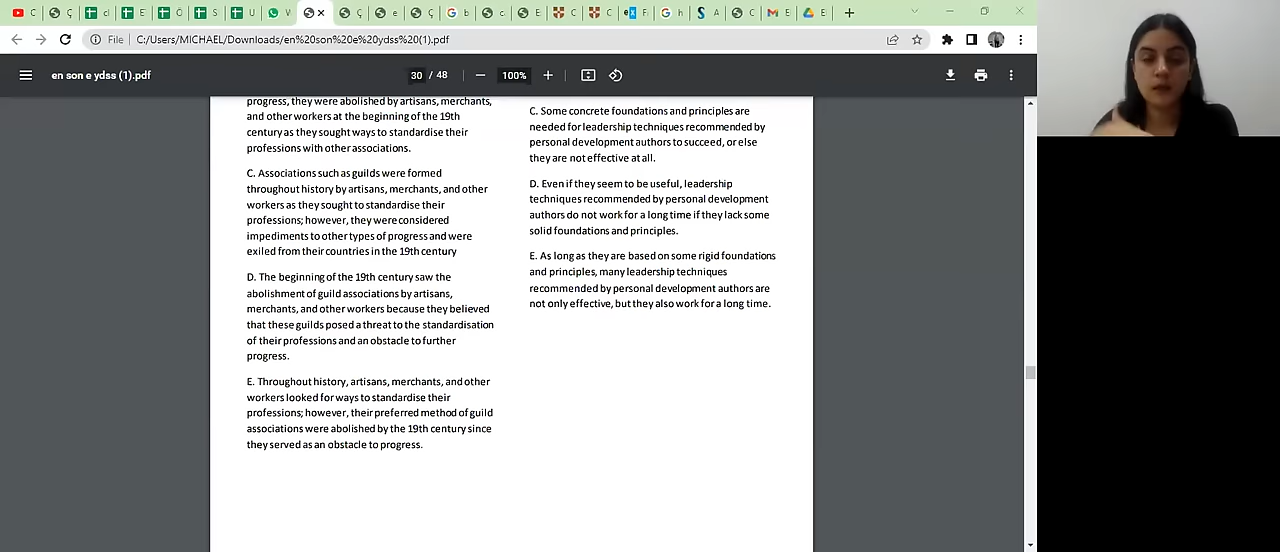 File
C:/Users/MICHAEL/Downloads/en%20son%20e%20ydss%20(1).pdf
en son e ydss (1).pdf
30 / 48
100%
progress, they were abolished by artisans, merchants,
and other workers at the beginning of the 19th
century as they sought ways to standardise their
professions with other associations.
C. Associations such as guilds were formed
throughout history by artisans, merchants, and other
workers as they sought to standardise their
professions; however, they were considered
impediments to other types of progress and were
exiled from their countries in the 19th century
D. The beginning of the 19th century saw the
abolishment of guild associations by artisans,
merchants, and other workers because they believed
that these guilds posed a threat to the standardisation
of their professions and an obstacle to further
progress.
E. Throughout history, artisans, merchants, and other
workers looked for ways to standardise their
professions; however, their preferred method of guild
associations were abolished by the 19th century since
they served as an obstacle to progress.
C. Some concrete foundations and principles are
needed for leadership techniques recommended by
personal development authors to succeed, or else
they are not effective at all.
D. Even if they seem to be useful, leadership
techniques recommended by personal development
authors do not work for a long time if they lack some
solid foundations and principles.
E. As long as they are based on some rigid foundations
and principles, many leadership techniques
recommended by personal development authors are
not only effective, but they also work for a long time.